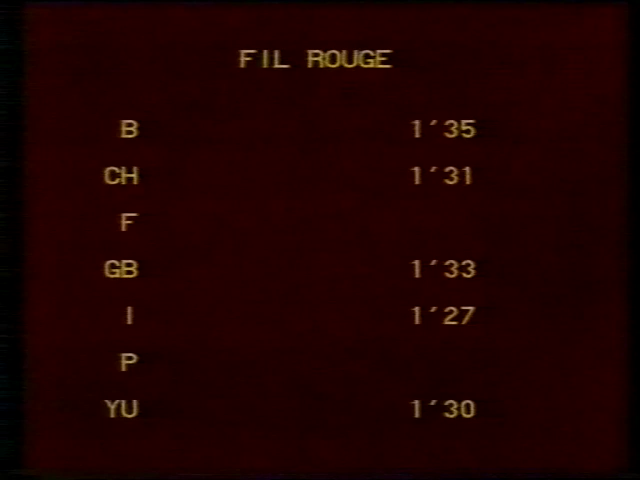 FIL ROUGE
B 1´35
CH 1´31
F
GB 1´33
I 1´27
P
YU 1´30